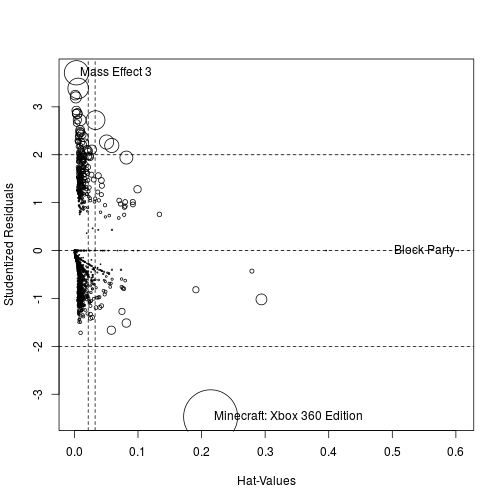 Mass Effect 3
3
2
1
0
-1
-2
-3
Studentized Residuals
Block Party
Minecraft: Xbox 360 Edition
0.0 0.1 0.2 0.3 0.4 0.5 0.6
Hat-Values